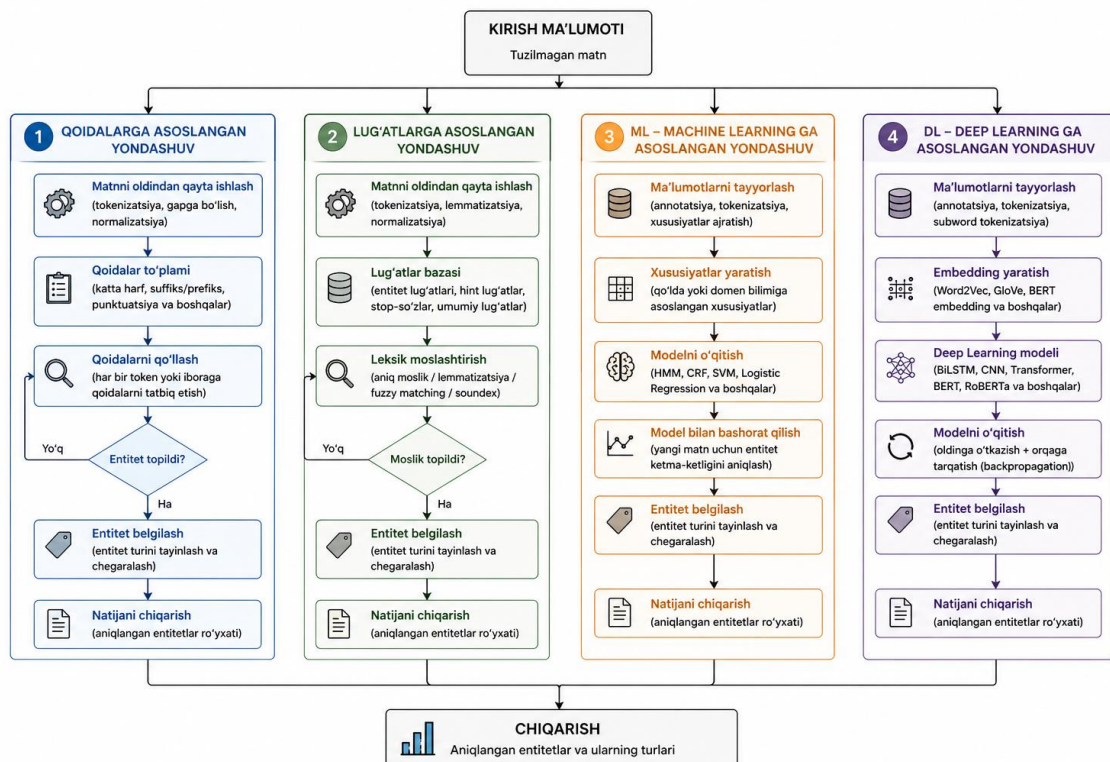 KIRISH MA’LUMOTI
Tuzilmagan matn
1
QOIDALARGA ASOSLANGAN
YONDASHUV
Matnni oldindan qayta ishlash
(tokenizatsiya, gapga bo‘lish,
normalizatsiya)
Qoidalar to‘plami
(katta harf, suffiks/prefiks,
punktuatsiya va boshqalar)
Qoidalarni qo‘llash
(har bir token yoki iboraga
qoidalarni tatbiq etish)
Yo‘q
Entitet topildi?
Ha
Entitet belgilash
(entitet turini tayinlash va
chegaralash)
Natijani chiqarish
(aniqlangan entitetlar ro‘yxati)
2
LUG‘ATLARGA ASOSLANGAN
YONDASHUV
Matnni oldindan qayta ishlash
(tokenizatsiya, lemmatizatsiya,
normalizatsiya)
Lug‘atlar bazasi
(entitet lug‘atlari, hint lug‘atlar,
stop-so‘zlar, umumiy lug‘atlar)
Leksik moslashtirish
(aniq moslik / lemmatizatsiya /
fuzzy matching / soundex)
Yo‘q
Moslik topildi?
Ha
Entitet belgilash
(entitet turini tayinlash va
chegaralash)
Natijani chiqarish
(aniqlangan entitetlar ro‘yxati)
3
ML – MACHINE LEARNING GA
ASOSLANGAN YONDASHUV
Ma’lumotlarni tayyorlash
(annotatsiya, tokenizatsiya,
xususiyatlar ajratish)
Xususiyatlar yaratish
(qo‘lda yoki domen bilimiga
asoslangan xususiyatlar)
Modelni o‘qitish
(HMM, CRF, SVM, Logistic
Regression va boshqalar)
Model bilan bashorat qilish
(yangi matn uchun entitet
ketma-ketligini aniqlash)
Entitet belgilash
(entitet turini tayinlash va
chegaralash)
Natijani chiqarish
(aniqlangan entitetlar ro‘yxati)
4
DL – DEEP LEARNING GA
ASOSLANGAN YONDASHUV
Ma’lumotlarni tayyorlash
(annotatsiya, tokenizatsiya,
subword tokenizatsiya)
Embedding yaratish
(Word2Vec, GloVe, BERT
embedding va boshqalar)
Deep Learning modeli
(BiLSTM, CNN, Transformer,
BERT, RoBERTa va boshqalar)
Modelni o‘qitish
(oldinga o‘tkazish + orqaga
tarqatish (backpropagation))
Entitet belgilash
(entitet turini tayinlash va
chegaralash)
Natijani chiqarish
(aniqlangan entitetlar ro‘yxati)
CHIQARISH
Aniqlangan entitetlar va ularning turlari